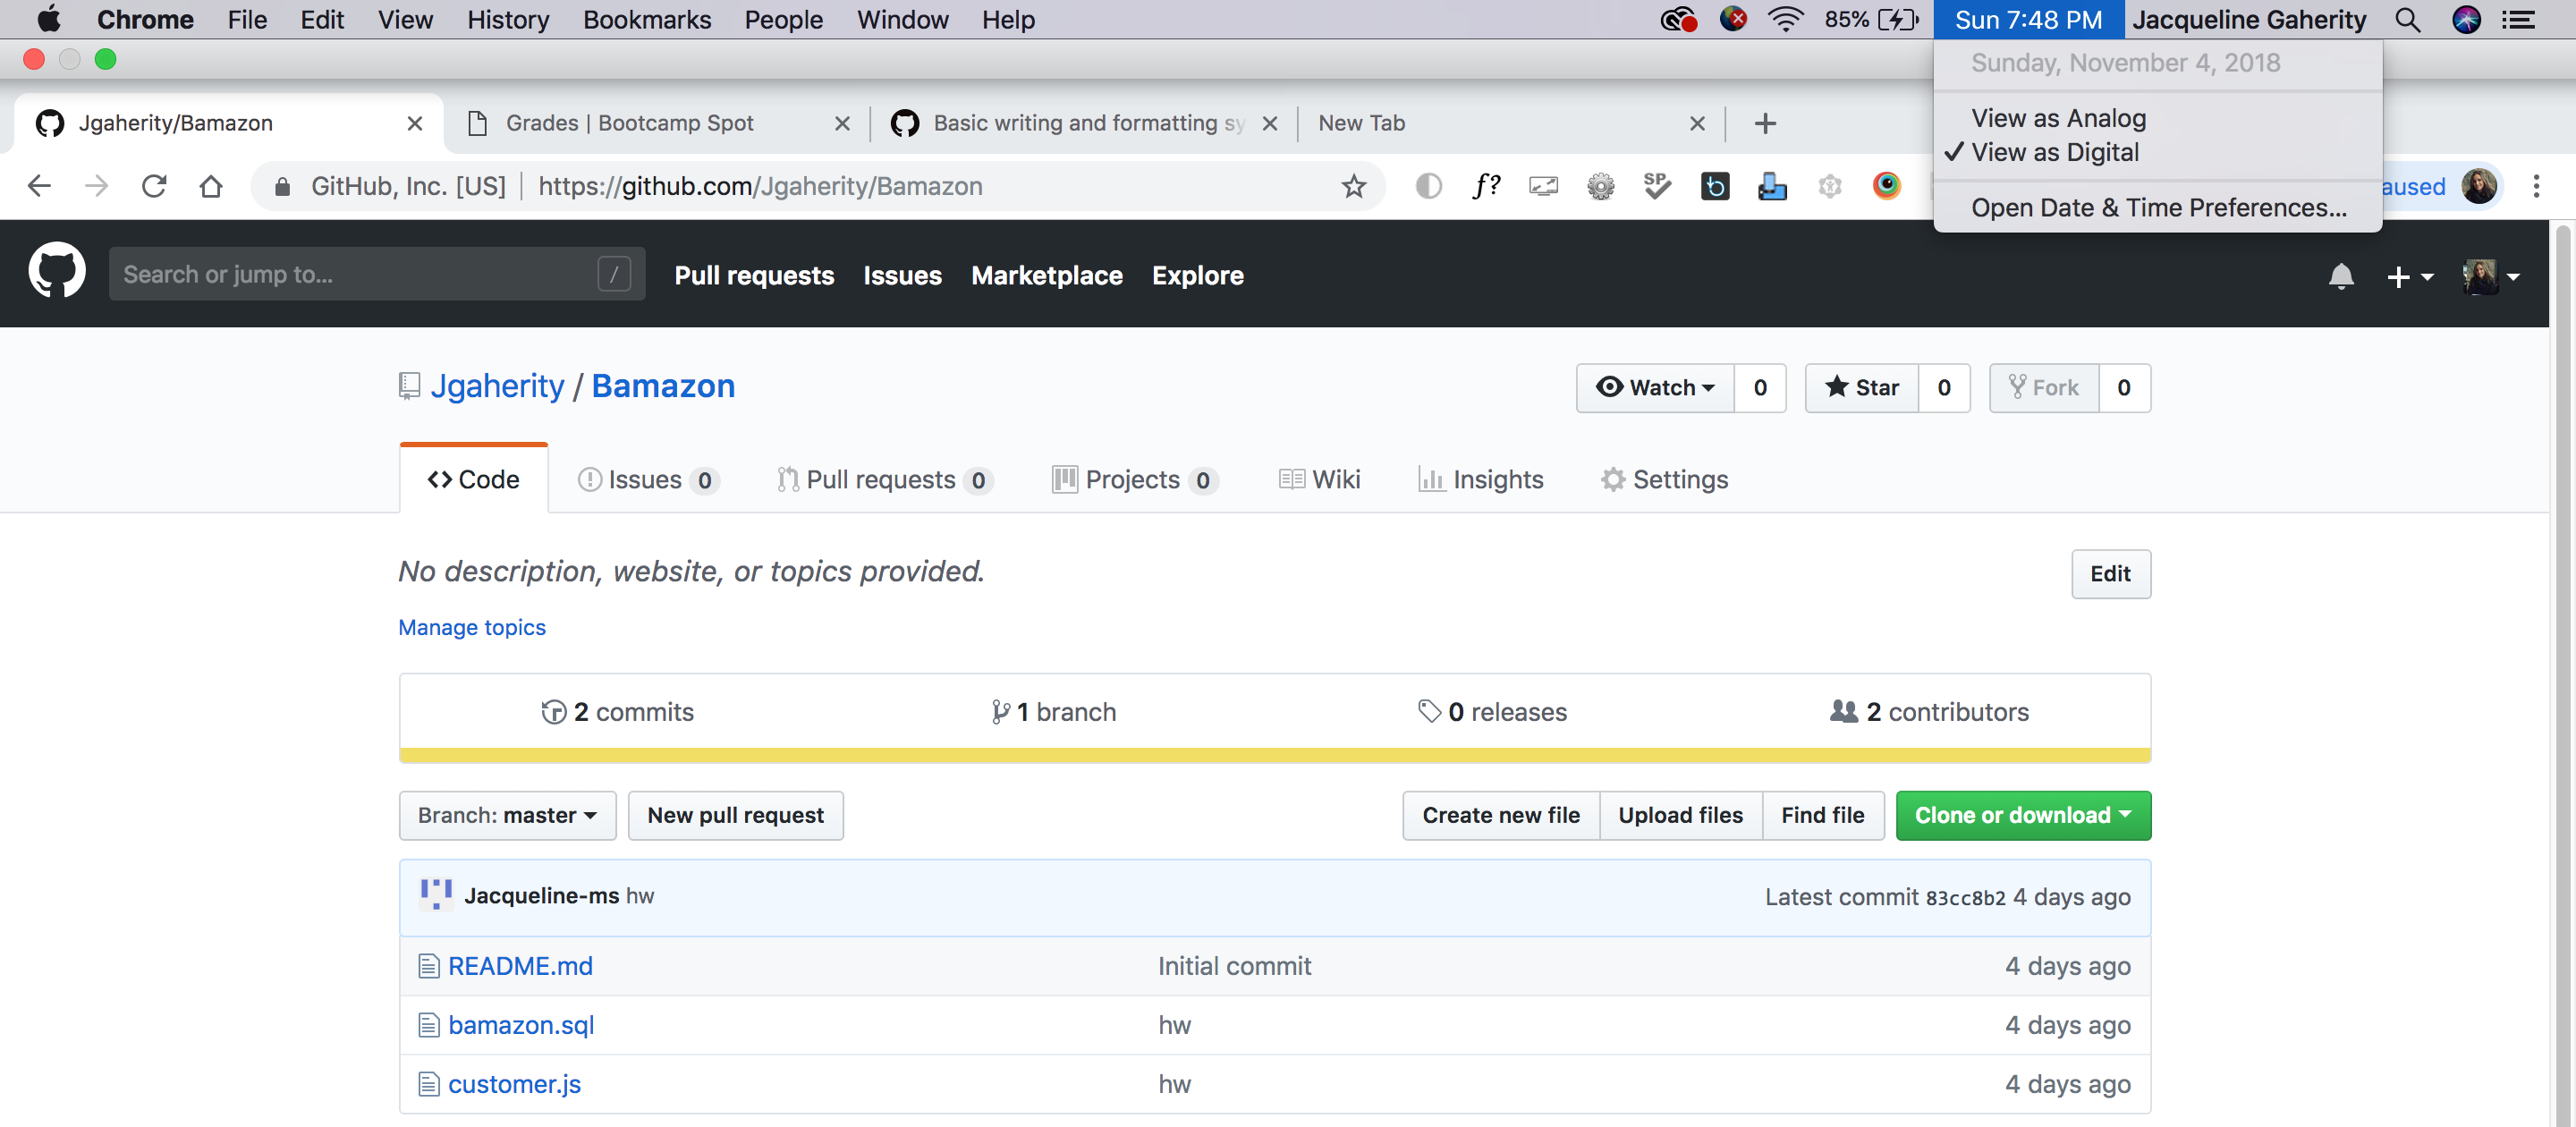 Chrome File Edit View History Bookmarks People Window Help 85% Sun 7:48 PM Jacqueline Gaherity
Sunday, November 4, 2018
View as Analog
✓ View as Digital
Open Date & Time Preferences...
Jgaherity/Bamazon Grades | Bootcamp Spot Basic writing and formatting sy New Tab
GitHub, Inc. [US] https://github.com/Jgaherity/Bamazon f? SP aused
Search or jump to... / Pull requests Issues Marketplace Explore
Jgaherity / Bamazon Watch 0 Star 0 Fork 0
Code Issues 0 Pull requests 0 Projects 0 Wiki Insights Settings
No description, website, or topics provided. Edit
Manage topics
2 commits 1 branch 0 releases 2 contributors
Branch: master New pull request Create new file Upload files Find file Clone or download
Jacqueline-ms hw Latest commit 83cc8b2 4 days ago
README.md Initial commit 4 days ago
bamazon.sql hw 4 days ago
customer.js hw 4 days ago